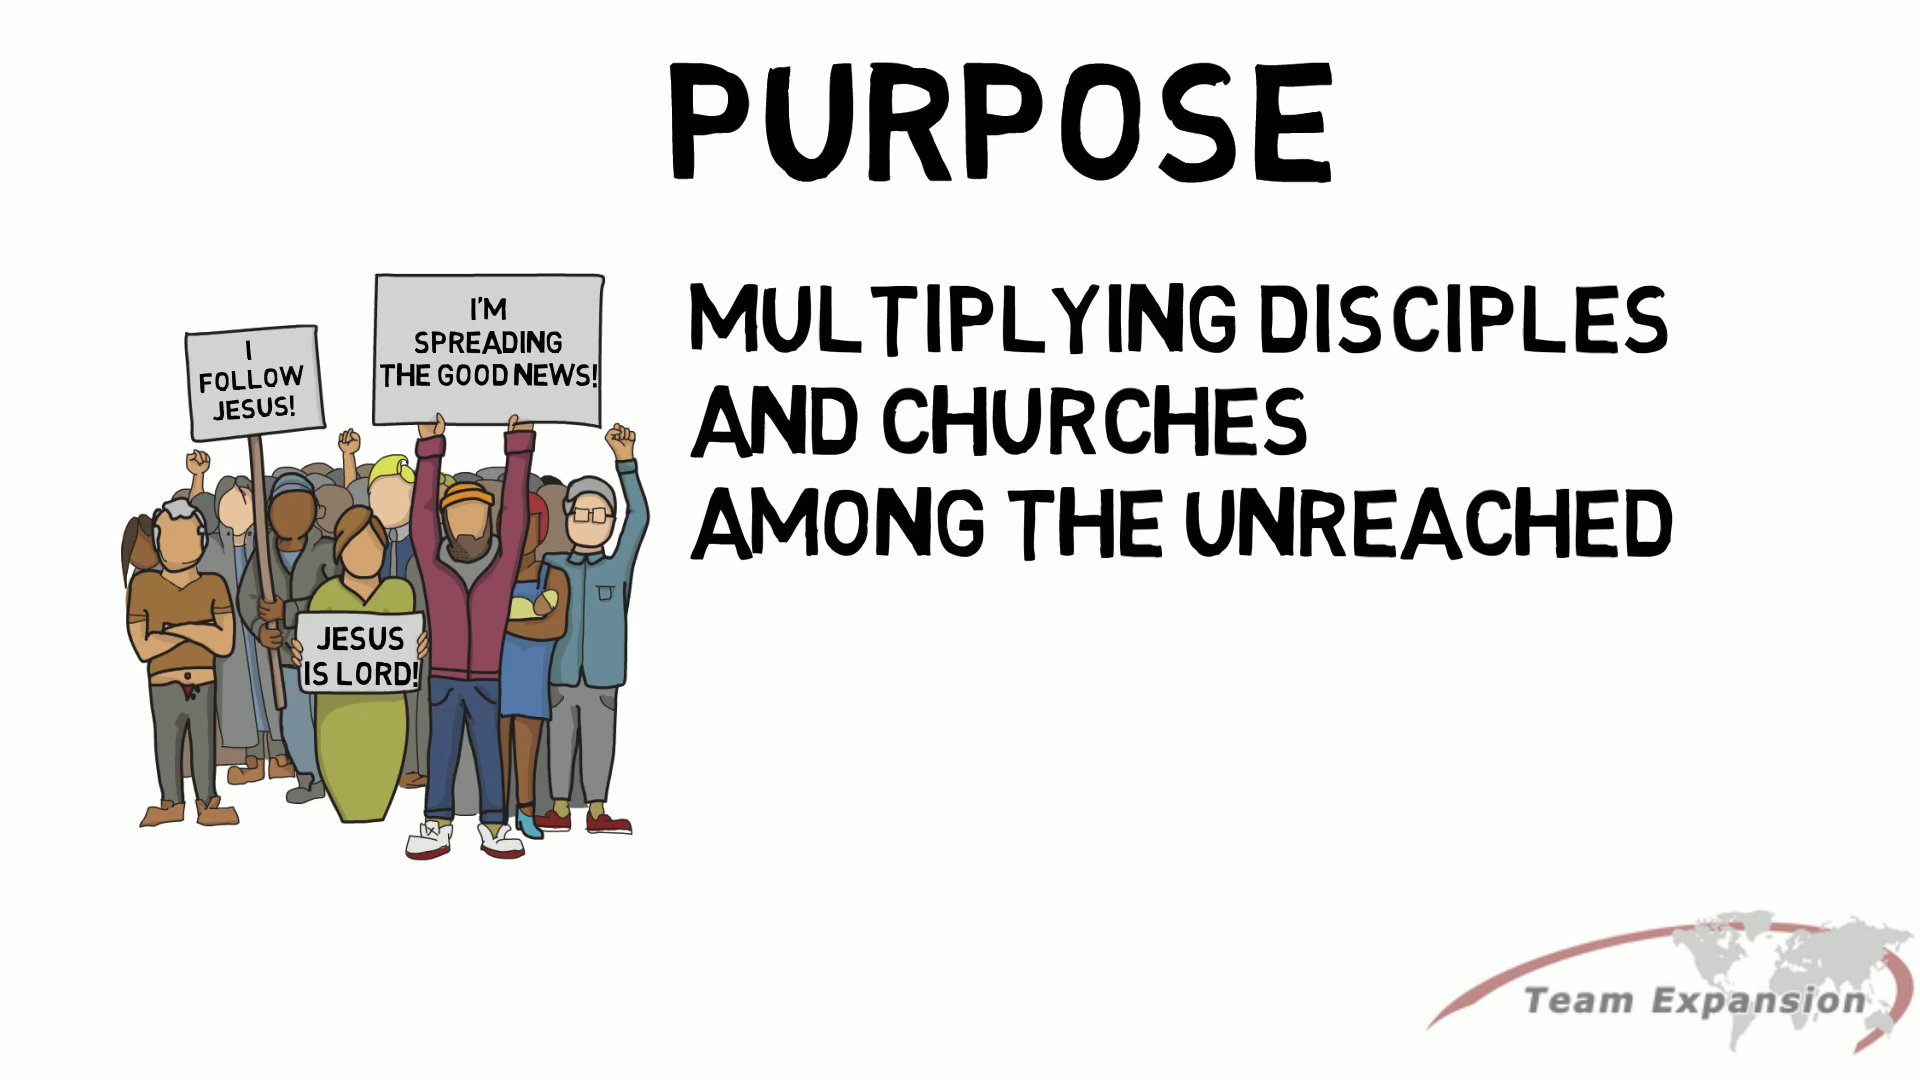 PURPOSE
I
FOLLOW
JESUS!
I'M
SPREADING
THE GOOD NEWS!
JESUS
IS LORD!
MULTIPLYING DISCIPLES
AND CHURCHES
AMONG THE UNREACHED
Team Expansion